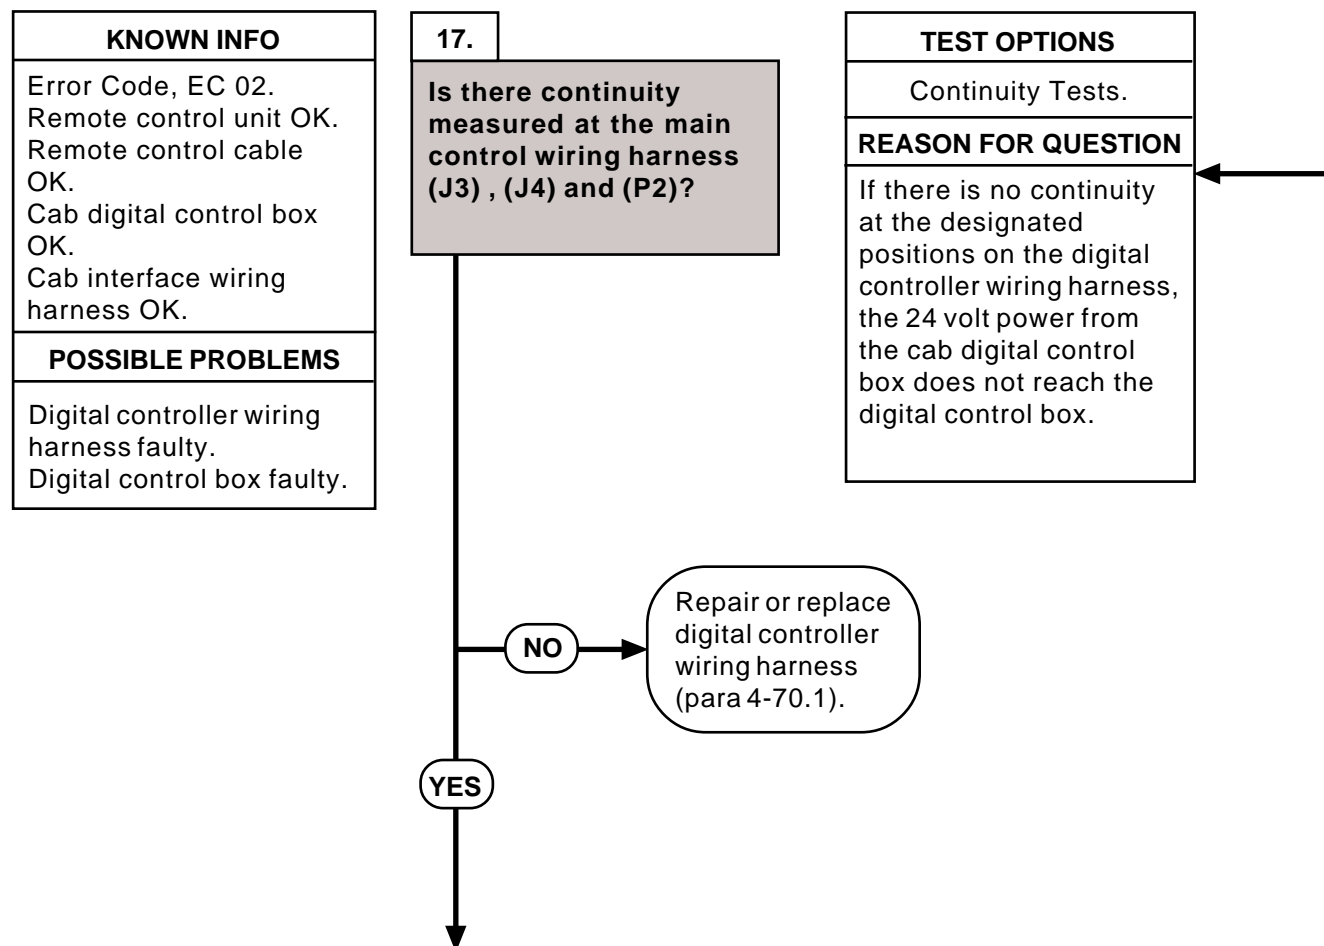 KNOWN INFO
Error Code, EC 02.
Remote control unit OK.
Remote control cable
OK.
Cab digital control box
OK.
Cab interface wiring
harness OK.
POSSIBLE PROBLEMS
Digital controller wiring
harness faulty.
Digital control box faulty.
17.
Is there continuity
measured at the main
control wiring harness
(J3) , (J4) and (P2)?
TEST OPTIONS
Continuity Tests.
REASON FOR QUESTION
If there is no continuity
at the designated
positions on the digital
controller wiring harness,
the 24 volt power from
the cab digital control
box does not reach the
digital control box.
NO
Repair or replace
digital controller
wiring harness
(para 4-70.1).
YES